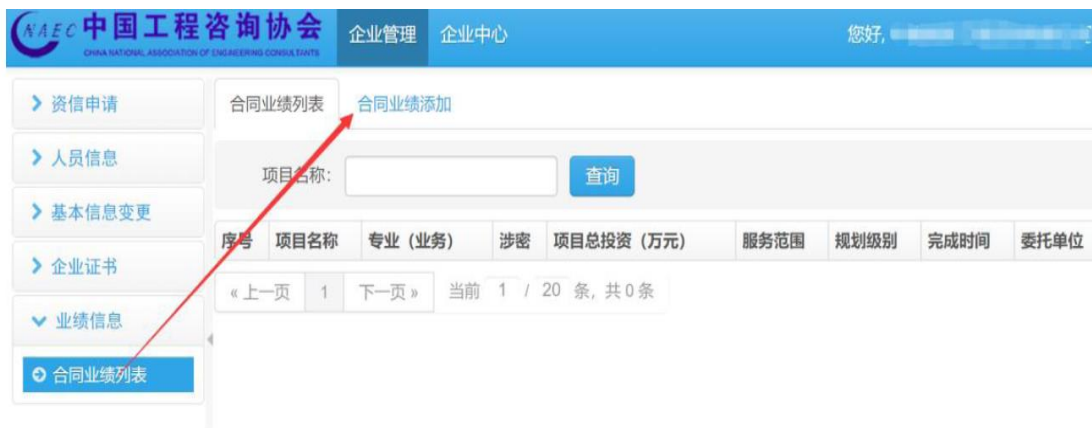 NAEC 中国工程咨询协会
CHINA NATIONAL ASSOCIATION OF ENGINEERING CONSULTANTS
企业管理 企业中心 您好,
资信申请
人员信息
基本信息变更
企业证书
业绩信息
合同业绩列表
合同业绩列表 合同业绩添加
项目名称: 查询
序号 项目名称 专业（业务） 涉密 项目总投资（万元） 服务范围 规划级别 完成时间 委托单位
«上一页 1 下一页» 当前 1 / 20 条, 共 0 条